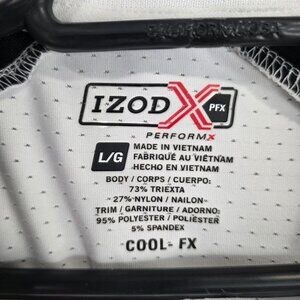 IZOD X PFX
PERFORMX
L/G
MADE IN VIETNAM
FABRIQUÉ AU VIÊTNAM
HECHO EN VIETNAM
BODY / CORPS / CUERPO:
73% TRIEXTA
27% NYLON / NAILON
TRIM / GARNITURE / ADORNO:
95% POLYESTER / POLIÉSTER
5% SPANDEX
COOL-FX